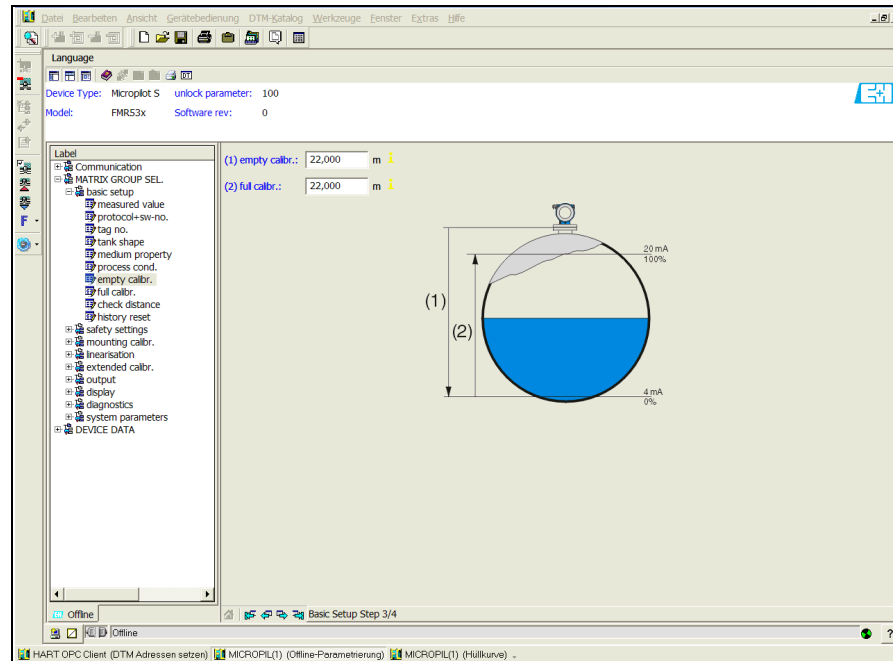 Datei Bearbeiten Ansicht Gerätebedienung DTM-Katalog Werkzeuge Fenster Extras Hilfe
Language
Device Type: Micropilot S unlock parameter: 100
Model: FMR53x Software rev: 0
Label
Communication
MATRIX GROUP SEL.
basic setup
measured value
protocol+sw-no.
tag no.
tank shape
medium property
process cond.
empty calibr.
full calibr.
check distance
history reset
safety settings
mounting calibr.
linearisation
extended calibr.
output
display
diagnostics
system parameters
DEVICE DATA
(1) empty calibr.: 22,000 m
(2) full calbr.: 22,000 m
20 mA
100%
(1)
(2)
4 mA
0%
Offline
Basic Setup Step 3/4
Offline
HART OPC Client (DTM Adressen setzen) MICROPIL(1) (Offline-Parametrierung) MICROPIL(1) (Hüllkurve)